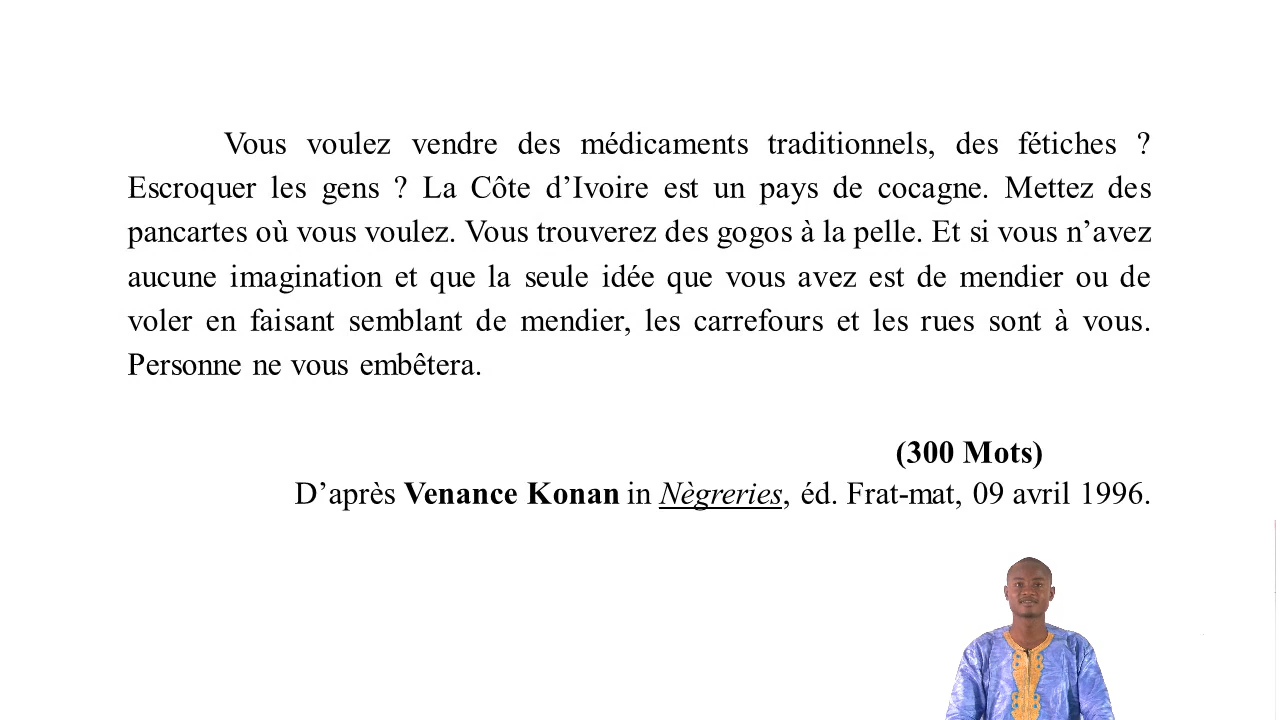 Vous voulez vendre des médicaments traditionnels, des fétiches ?
Escroquer les gens ? La Côte d’Ivoire est un pays de cocagne. Mettez des
pancartes où vous voulez. Vous trouverez des gogos à la pelle. Et si vous n’avez
aucune imagination et que la seule idée que vous avez est de mendier ou de
voler en faisant semblant de mendier, les carrefours et les rues sont à vous.
Personne ne vous embêtera.
(300 Mots)
D’après Venance Konan in Nègreries, éd. Frat-mat, 09 avril 1996.